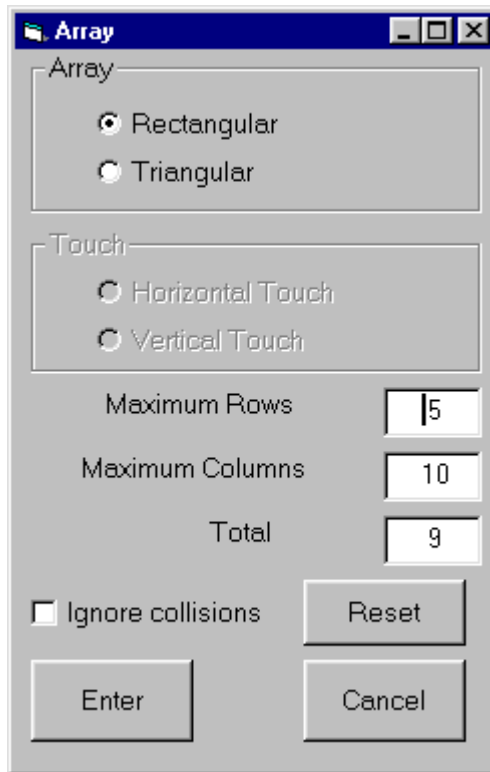 Array
Array
Rectangular
Triangular
Touch
Horizontal Touch
Vertical Touch
Maximum Rows 5
Maximum Columns 10
Total 9
Ignore collisions Reset
Enter Cancel